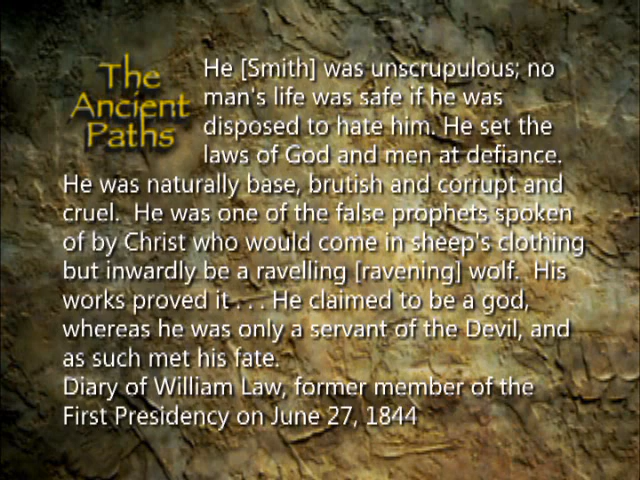 The
Ancient
Paths
He [Smith] was unscrupulous; no
man's life was safe if he was
disposed to hate him. He set the
laws of God and men at defiance.
He was naturally base, brutish and corrupt and
cruel.  He was one of the false prophets spoken
of by Christ who would come in sheep's clothing
but inwardly be a ravelling [ravening] wolf.  His
works proved it . . . He claimed to be a god,
whereas he was only a servant of the Devil, and
as such met his fate.
Diary of William Law, former member of the
First Presidency on June 27, 1844